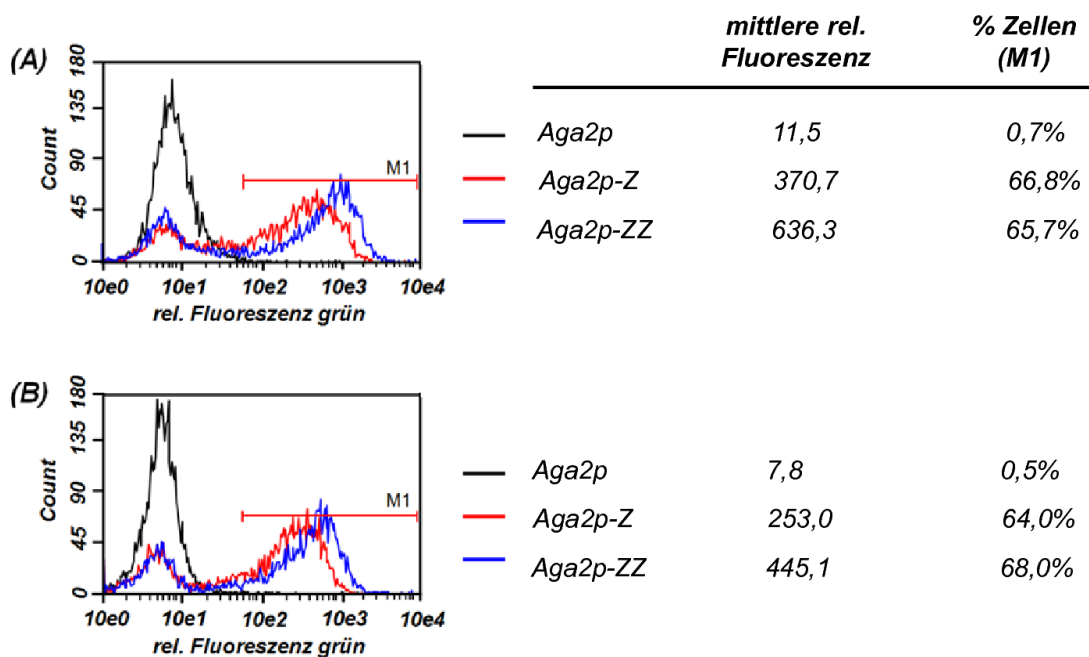 mittlere rel. % Zellen
Fluoreszenz (M1)
(A)
180
135
90
45
0
Count
M1
10e0 10e1 10e2 10e3 10e4
rel. Fluoreszenz grün
Aga2p 11,5 0,7%
Aga2p-Z 370,7 66,8%
Aga2p-ZZ 636,3 65,7%
(B)
180
135
90
45
0
Count
M1
10e0 10e1 10e2 10e3 10e4
rel. Fluoreszenz grün
Aga2p 7,8 0,5%
Aga2p-Z 253,0 64,0%
Aga2p-ZZ 445,1 68,0%